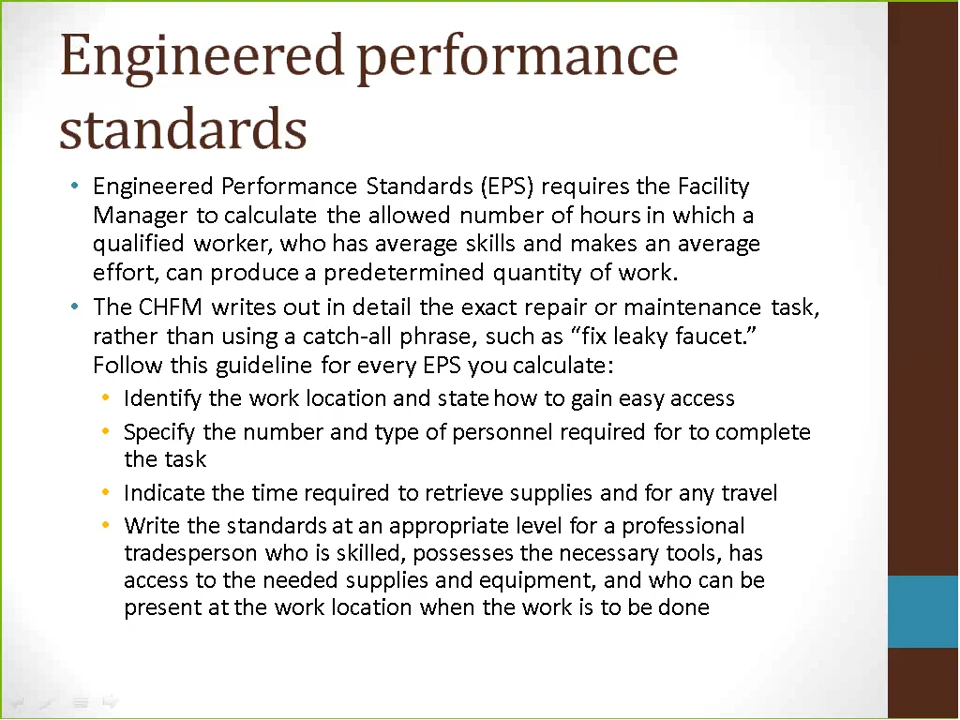 Engineered performance
standards
• Engineered Performance Standards (EPS) requires the Facility
Manager to calculate the allowed number of hours in which a
qualified worker, who has average skills and makes an average
effort, can produce a predetermined quantity of work.
• The CHFM writes out in detail the exact repair or maintenance task,
rather than using a catch-all phrase, such as “fix leaky faucet.”
Follow this guideline for every EPS you calculate:
• Identify the work location and state how to gain easy access
• Specify the number and type of personnel required for to complete
the task
• Indicate the time required to retrieve supplies and for any travel
• Write the standards at an appropriate level for a professional
tradesperson who is skilled, possesses the necessary tools, has
access to the needed supplies and equipment, and who can be
present at the work location when the work is to be done